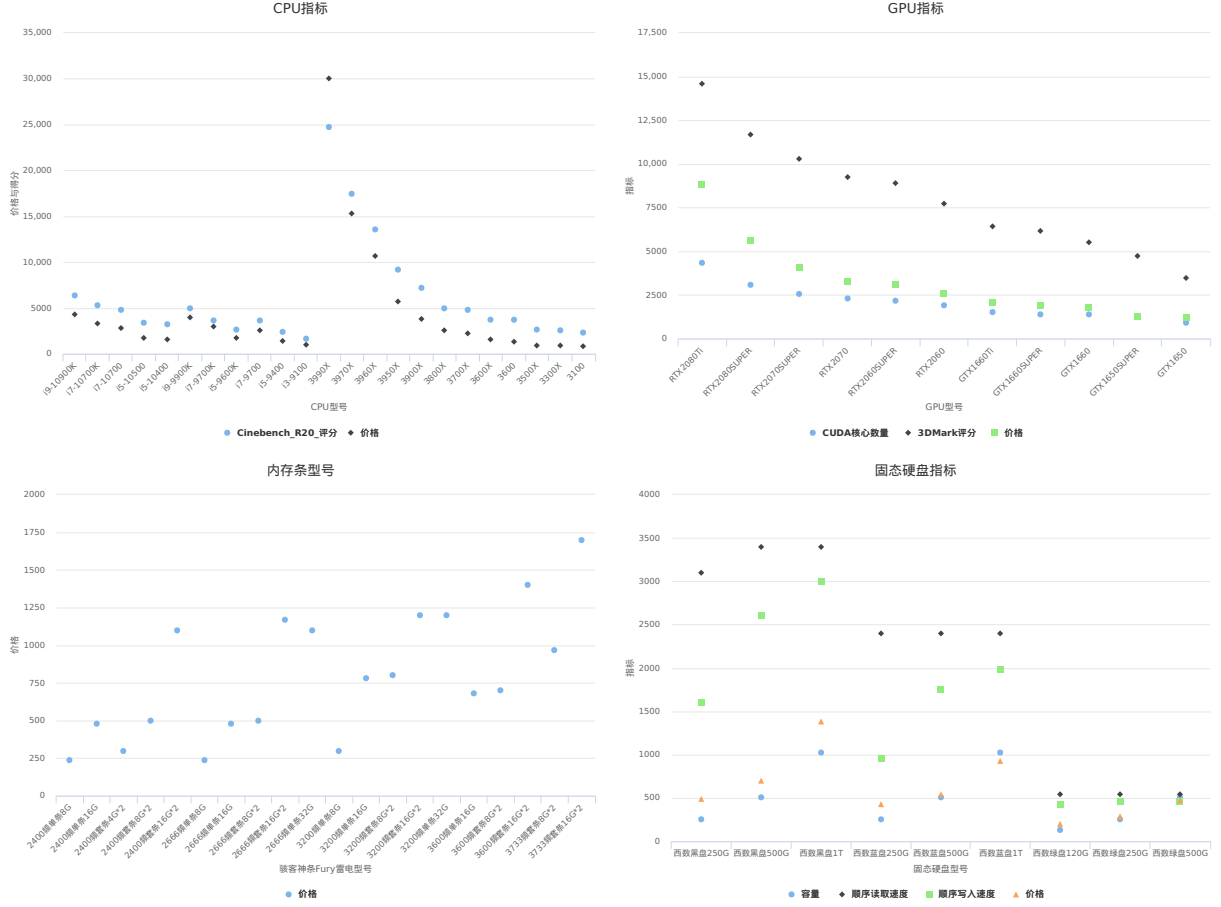 CPU指标
35,000
30,000
25,000
20,000
15,000
10,000
5000
0
价格与得分
i9-10900K
i7-10700K
i7-10700
i5-10500
i5-10400
i9-9900K
i7-9700K
i5-9600K
i7-9700
i5-9400
i3-9100
3990X
3970X
3960X
3950X
3900X
3800X
3700X
3600X
3600
3500X
3300X
3100
CPU型号
Cinebench_R20_评分 价格
GPU指标
17,500
15,000
12,500
10,000
7500
5000
2500
0
指标
RTX2080Ti
RTX2080SUPER
RTX2070SUPER
RTX2070
RTX2060SUPER
RTX2060
GTX1660Ti
GTX1660SUPER
GTX1660
GTX1650SUPER
GTX1650
GPU型号
CUDA核心数量 3DMark评分 价格
内存条型号
2000
1750
1500
1250
1000
750
500
250
0
价格
2400频单条8G
2400频单条16G
2400频套条4G*2
2400频套条8G*2
2400频套条16G*2
2666频单条8G
2666频单条16G
2666频套条8G*2
2666频套条16G*2
2666频单条32G
3200频单条8G
3200频单条16G
3200频套条8G*2
3200频套条16G*2
3200频单条32G
3600频单条16G
3600频套条8G*2
3600频套条16G*2
3733频套条8G*2
3733频套条16G*2
骇客神条Fury雷电型号
价格
固态硬盘指标
4000
3500
3000
2500
2000
1500
1000
500
0
指标
西数黑盘250G 西数黑盘500G 西数黑盘1T 西数蓝盘250G 西数蓝盘500G 西数蓝盘1T 西数绿盘120G 西数绿盘250G 西数绿盘500G
固态硬盘型号
容量 顺序读取速度 顺序写入速度 价格